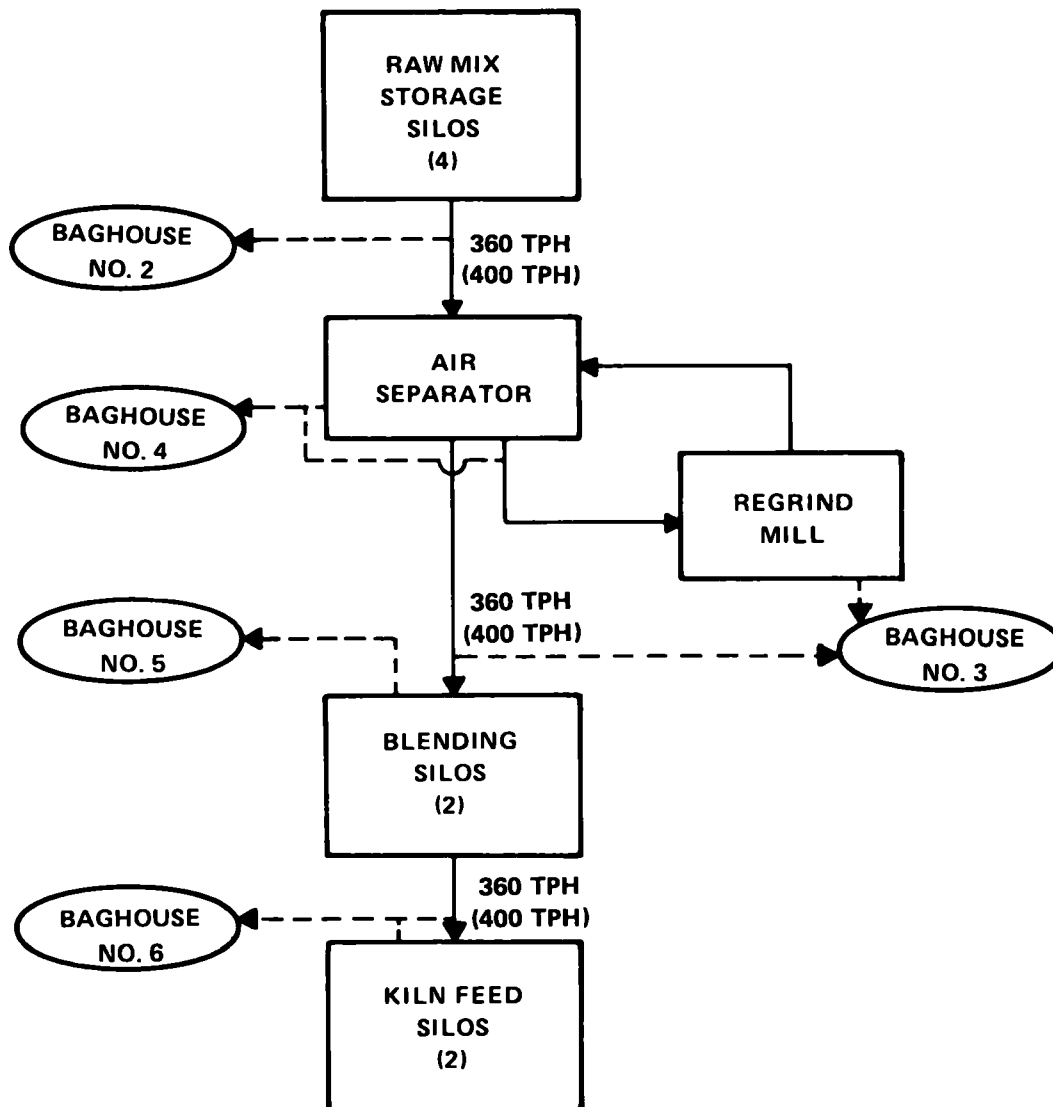 RAW MIX
STORAGE
SILOS
(4)
BAGHOUSE
NO. 2
360 TPH
(400 TPH)
AIR
SEPARATOR
BAGHOUSE
NO. 4
REGRIND
MILL
360 TPH
(400 TPH)
BAGHOUSE
NO. 5
BAGHOUSE
NO. 3
BLENDING
SILOS
(2)
360 TPH
(400 TPH)
BAGHOUSE
NO. 6
KILN FEED
SILOS
(2)